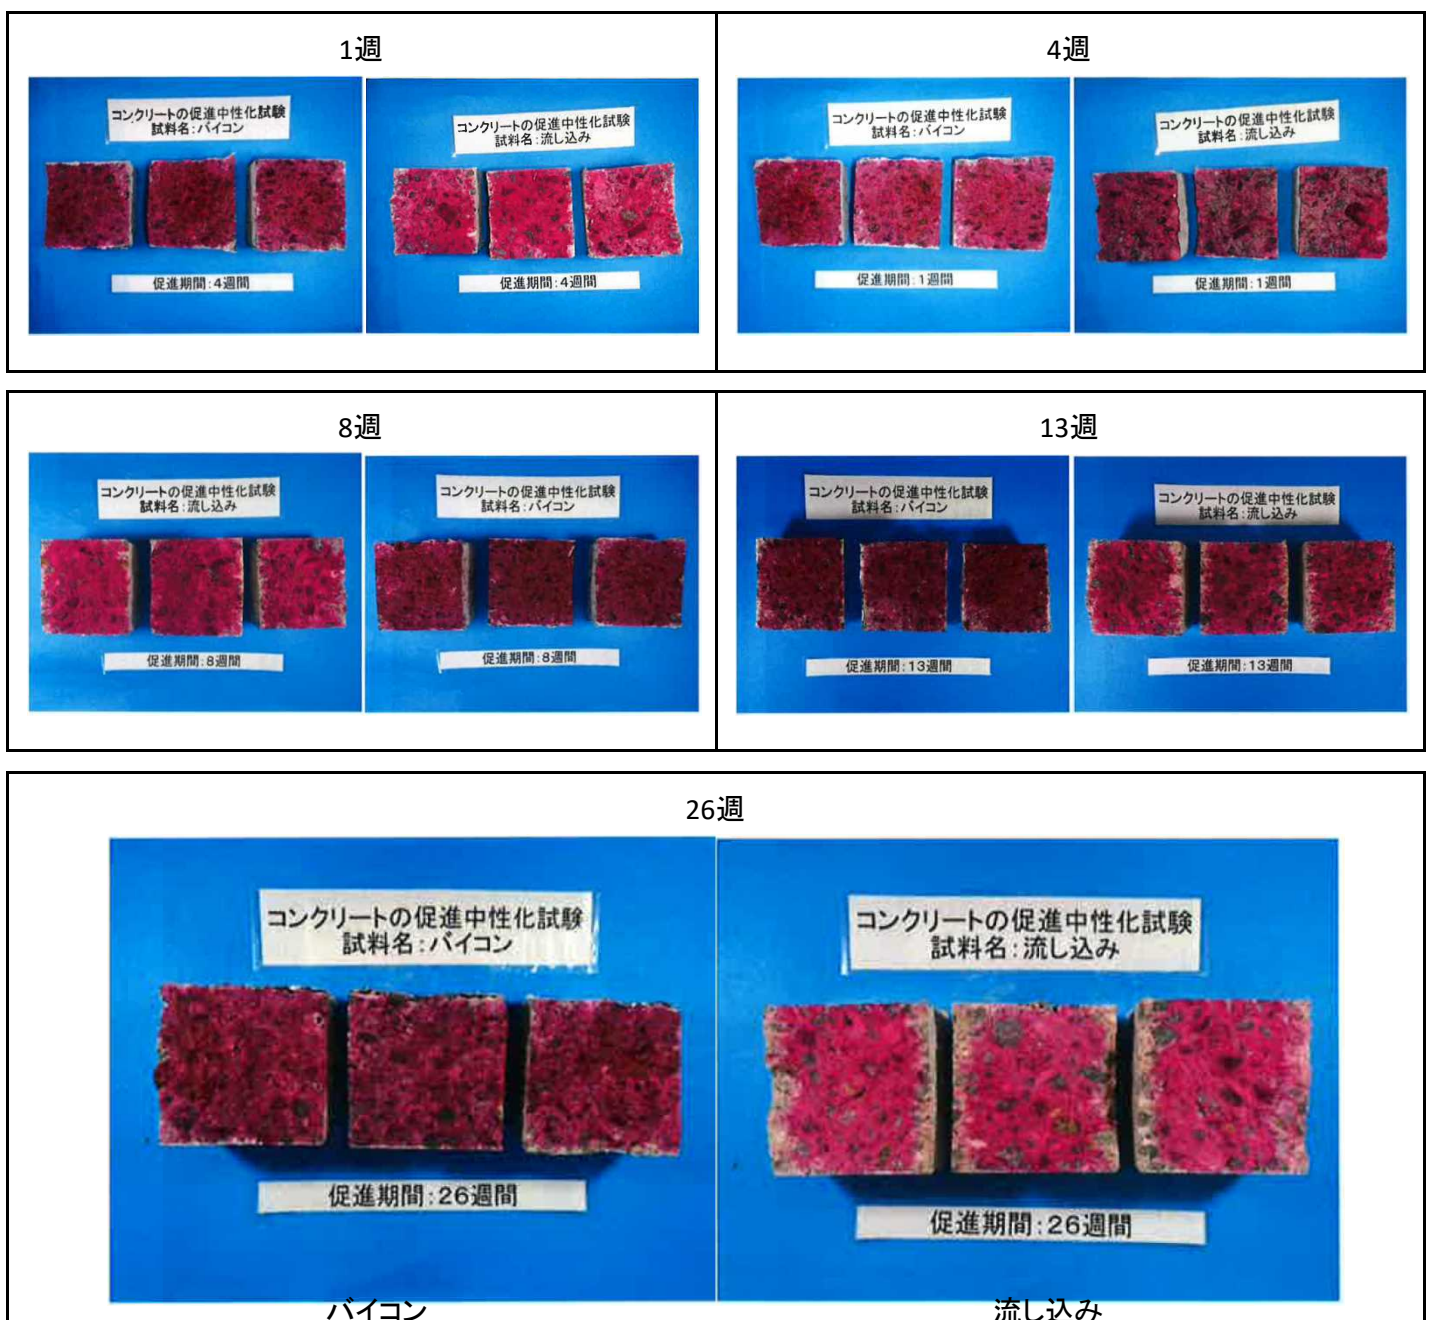 1週
コンクリートの促進中性化試験
試料名:バイコン
促進期間:4週間
コンクリートの促進中性化試験
試料名:流し込み
促進期間:4週間
4週
コンクリートの促進中性化試験
試料名:バイコン
促進期間:1週間
コンクリートの促進中性化試験
試料名:流し込み
促進期間:1週間
8週
コンクリートの促進中性化試験
試料名:流し込み
促進期間:8週間
コンクリートの促進中性化試験
試料名:バイコン
促進期間:8週間
13週
コンクリートの促進中性化試験
試料名:バイコン
促進期間:13週間
コンクリートの促進中性化試験
試料名:流し込み
促進期間:13週間
26週
コンクリートの促進中性化試験
試料名:バイコン
促進期間:26週間
バイコン
コンクリートの促進中性化試験
試料名:流し込み
促進期間:26週間
流し込み